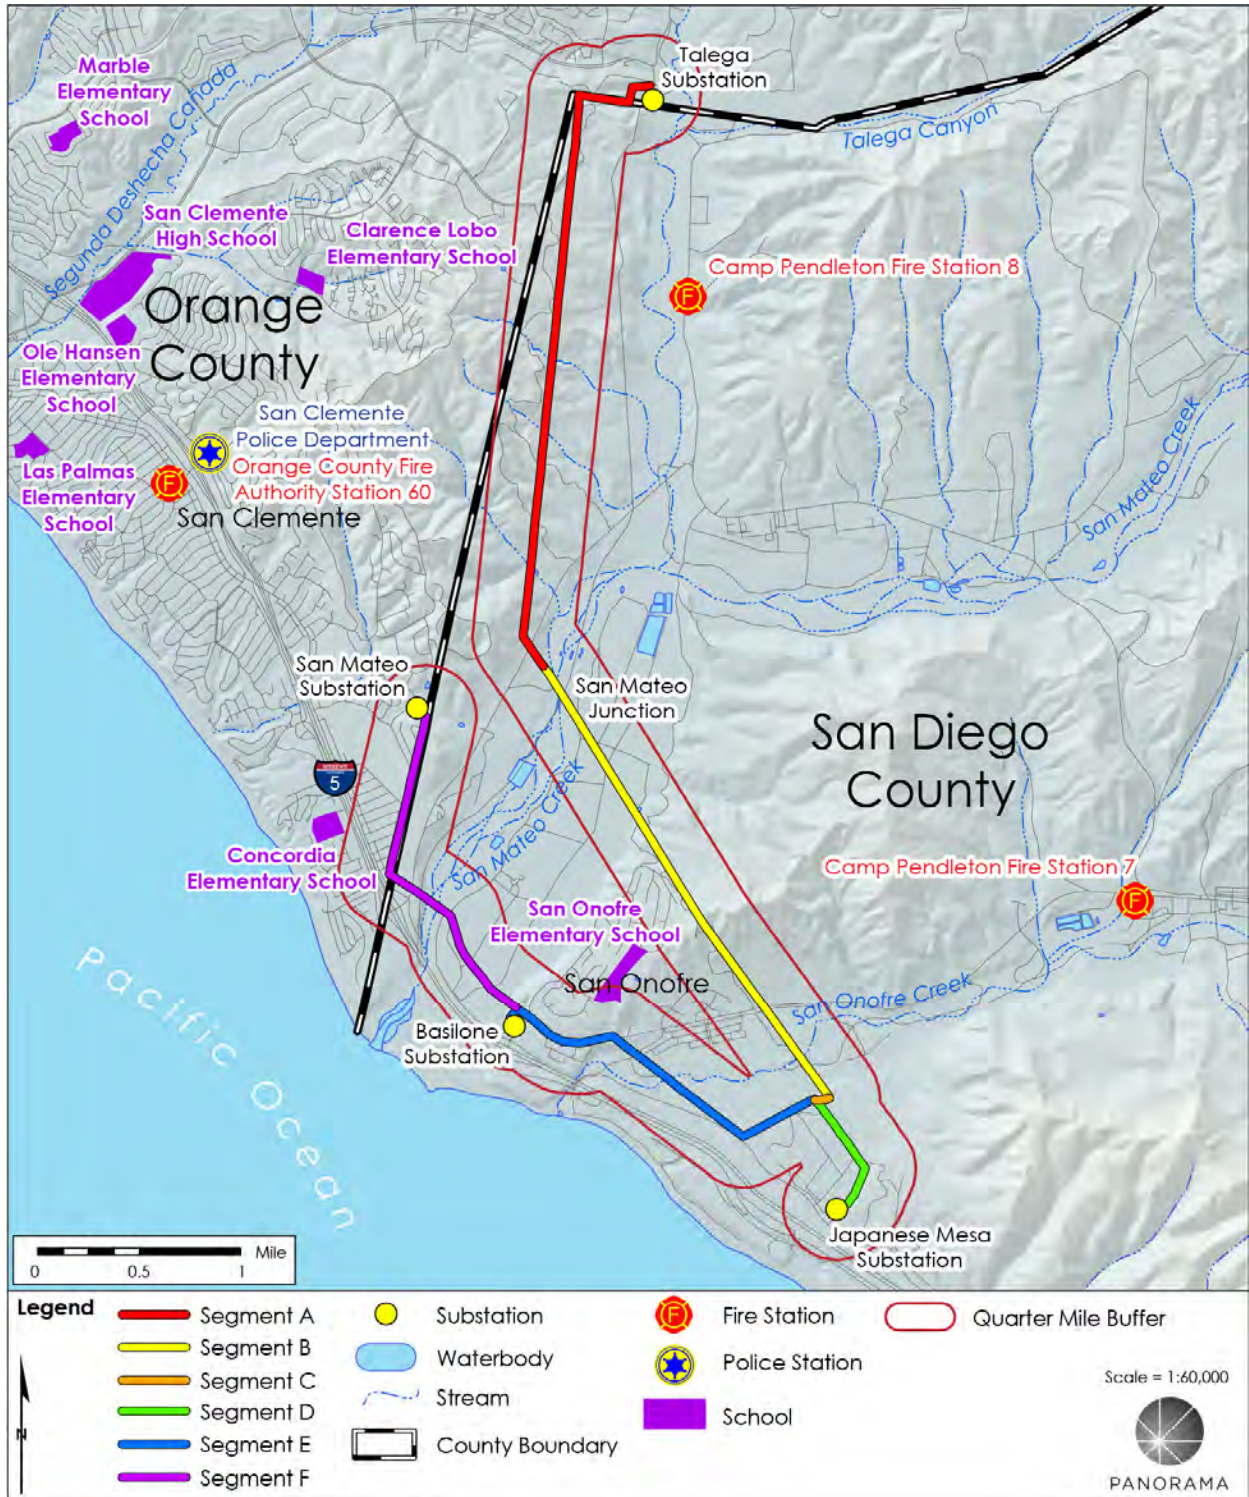 Talega
Substation
Marble
Elementary
School
Segunda Deshecha Canada
Talega Canyon
San Clemente
High School
Clarence Lobo
Elementary School
Camp Pendleton Fire Station 8
Orange
County
Ole Hansen
Elementary
School
San Clemente
Police Department
Orange County Fire
Authority Station 60
Las Palmas
Elementary
School
San Clemente
San Mateo Creek
San Mateo
Substation
San Mateo
Junction
San Diego
County
INTERSTATE
5
San Mateo Creek
Concordia
Elementary School
Camp Pendleton Fire Station 7
San Onofre
Elementary School
San Onofre
San Onofre Creek
Pacific Ocean
Basilone
Substation
Japanese Mesa
Substation
Mile
0 0.5 1
Legend
Segment A
Segment B
Segment C
Segment D
Segment E
Segment F
Substation
Waterbody
Stream
County Boundary
F Fire Station
Police Station
School
Quarter Mile Buffer
Scale = 1:60,000
N
PANORAMA